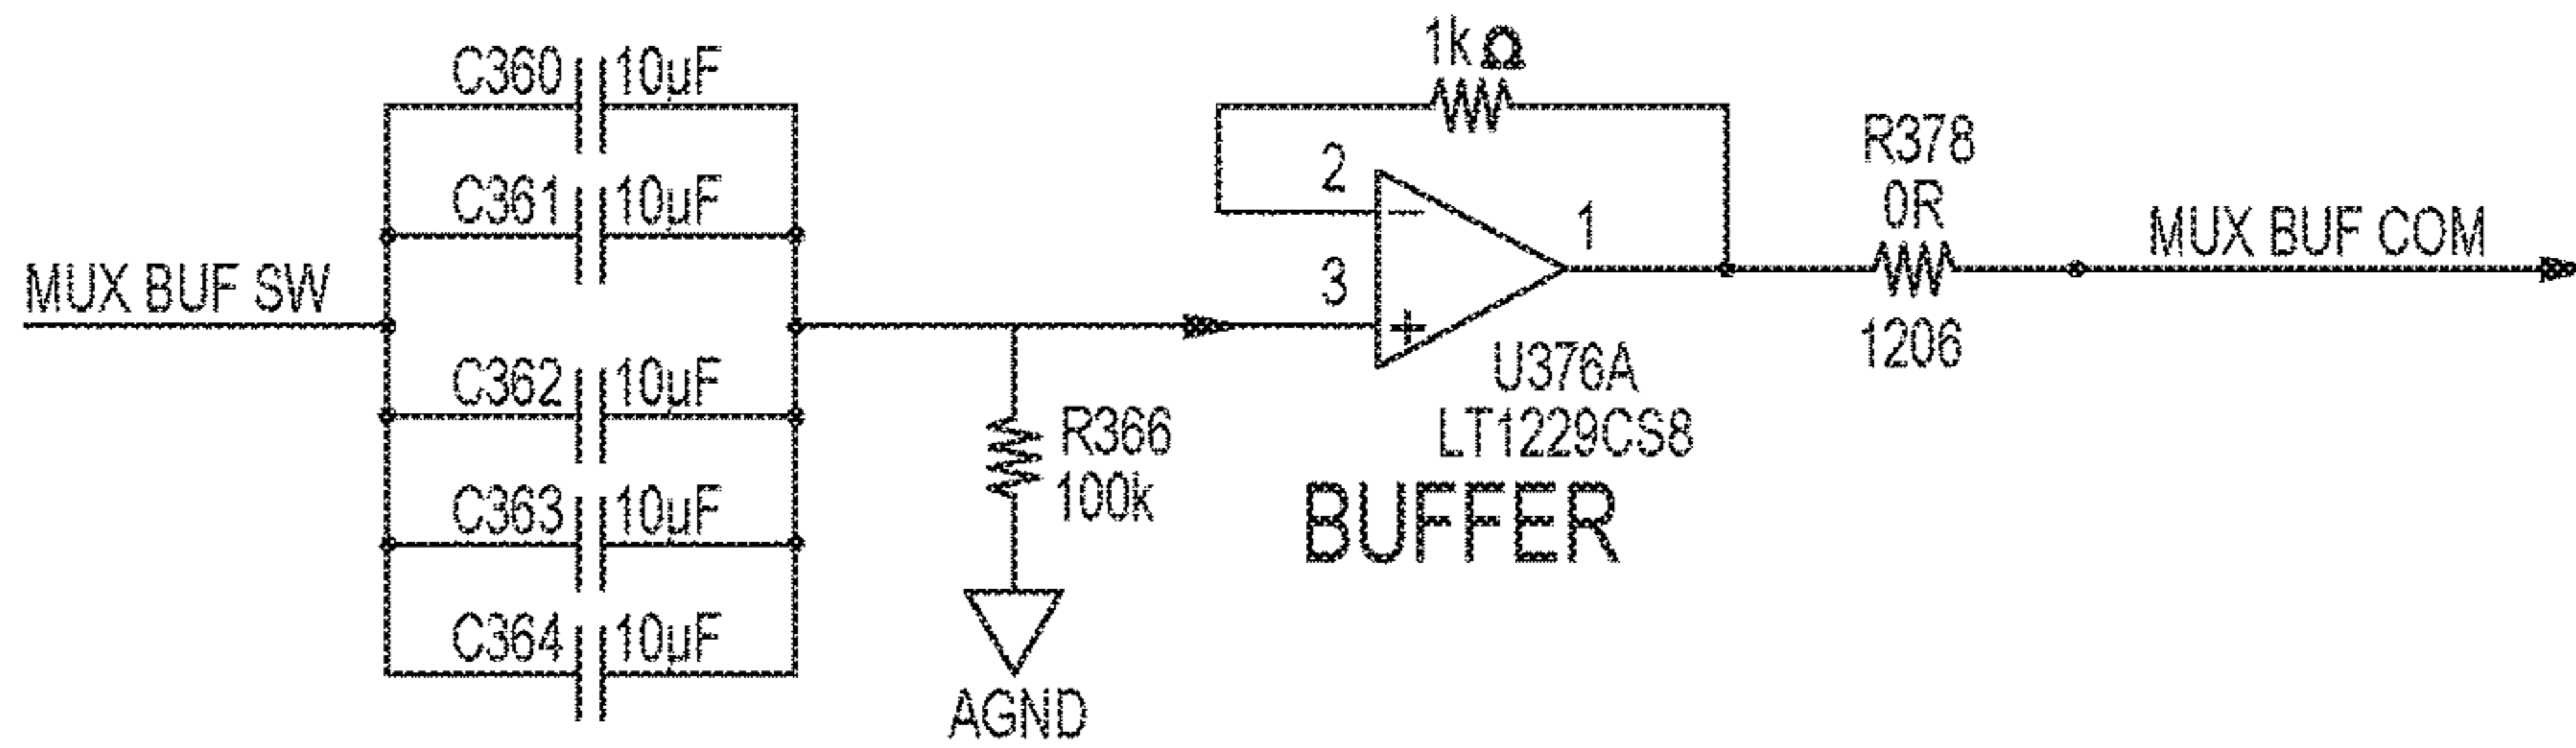 C360 10µF
C361 10µF
MUX BUF SW
C362 10µF
C363 10µF
C364 10µF
R366
100k
AGND
1kΩ
2
3
1
U376A
LT1229CS8
BUFFER
R378
0R
1206
MUX BUF COM